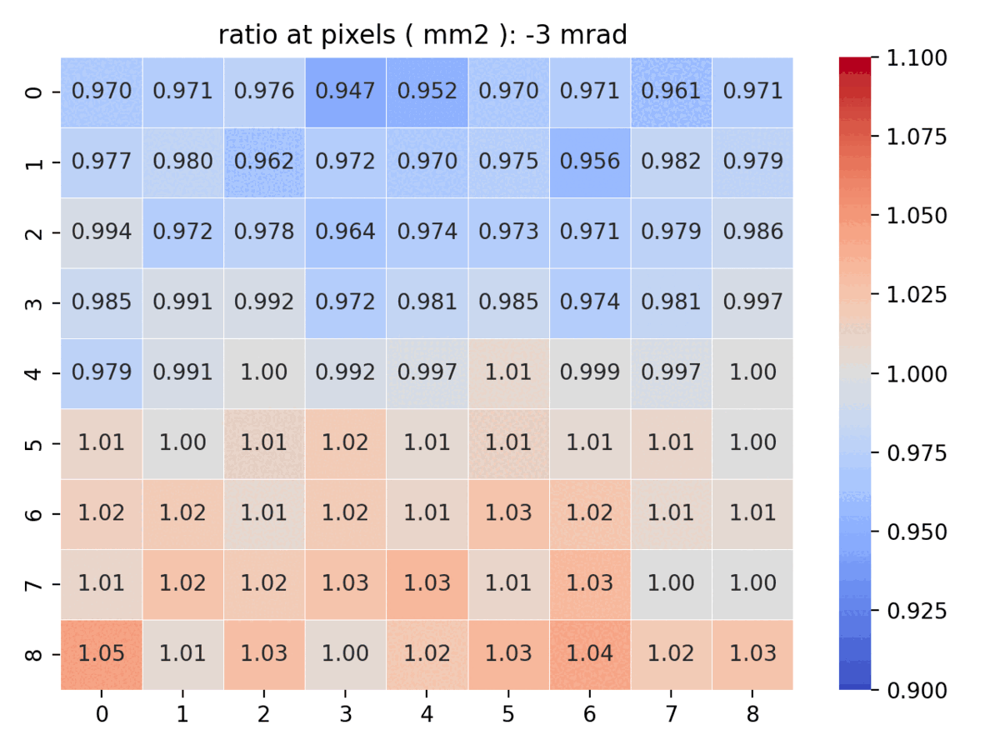 ratio at pixels ( mm2 ): -3 mrad
0 0.970 0.971 0.976 0.947 0.952 0.970 0.971 0.961 0.971
1 0.977 0.980 0.962 0.972 0.970 0.975 0.956 0.982 0.979
2 0.994 0.972 0.978 0.964 0.974 0.973 0.971 0.979 0.986
3 0.985 0.991 0.992 0.972 0.981 0.985 0.974 0.981 0.997
4 0.979 0.991 1.00 0.992 0.997 1.01 0.999 0.997 1.00
5 1.01 1.00 1.01 1.02 1.01 1.01 1.01 1.01 1.00
6 1.02 1.02 1.01 1.02 1.01 1.03 1.02 1.01 1.01
7 1.01 1.02 1.02 1.03 1.03 1.01 1.03 1.00 1.00
8 1.05 1.01 1.03 1.00 1.02 1.03 1.04 1.02 1.03
0 1 2 3 4 5 6 7 8
1.100
1.075
1.050
1.025
1.000
0.975
0.950
0.925
0.900